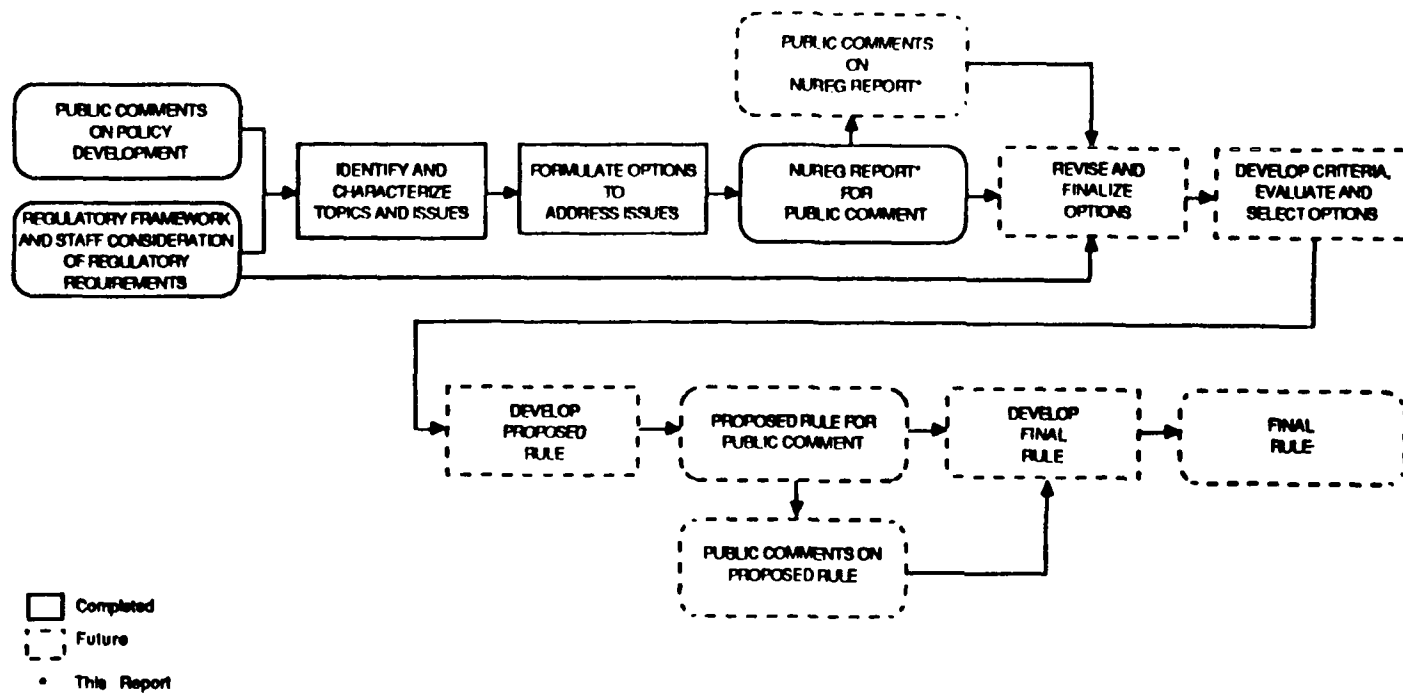 PUBLIC COMMENTS
ON
NUREG REPORT*
PUBLIC COMMENTS
ON POLICY
DEVELOPMENT
REGULATORY FRAMEWORK
AND STAFF CONSIDERATION
OF REGULATORY
REQUIREMENTS
IDENTIFY AND
CHARACTERIZE
TOPICS AND ISSUES
FORMULATE OPTIONS
TO
ADDRESS ISSUES
NUREG REPORT*
FOR
PUBLIC COMMENT
REVISE AND
FINALIZE
OPTIONS
DEVELOP CRITERIA,
EVALUATE AND
SELECT OPTIONS
DEVELOP
PROPOSED
RULE
PROPOSED RULE FOR
PUBLIC COMMENT
DEVELOP
FINAL
RULE
FINAL
RULE
PUBLIC COMMENTS ON
PROPOSED RULE
Completed
Future
* This Report